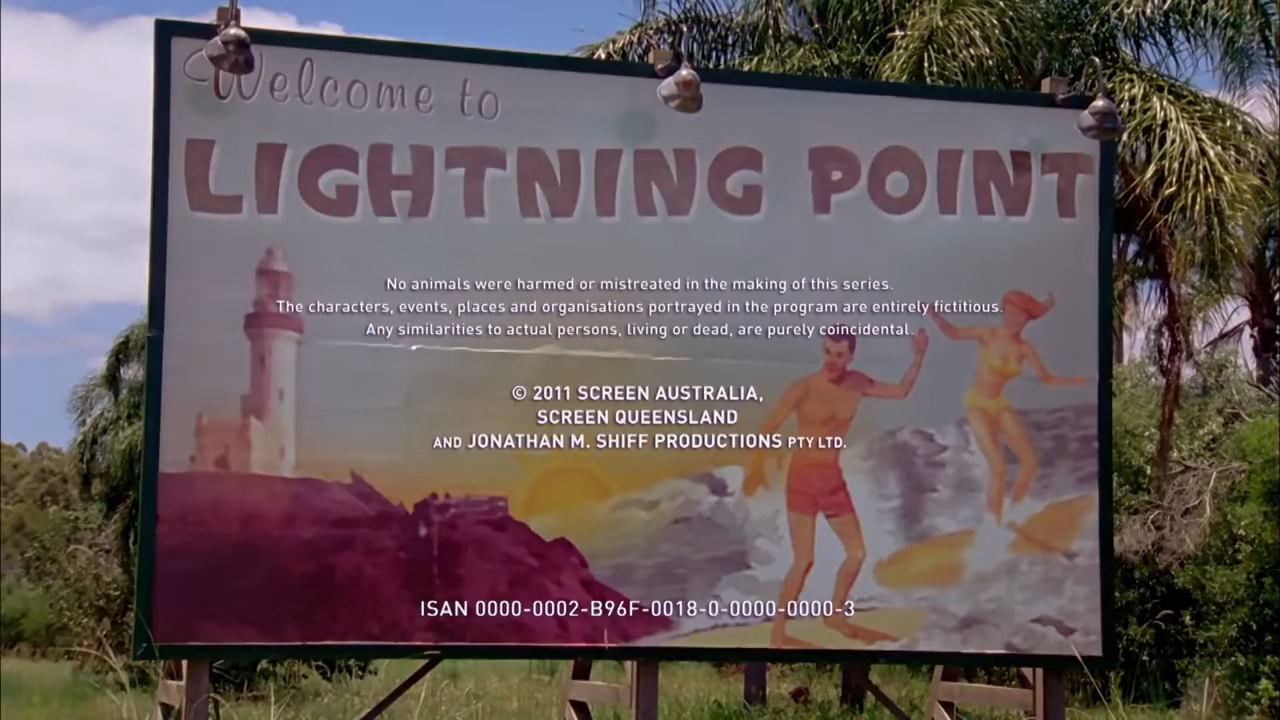 Welcome to
LIGHTNING POINT
No animals were harmed or mistreated in the making of this series.
The characters, events, places and organisations portrayed in the program are entirely fictitious.
Any similarities to actual persons, living or dead, are purely coincidental.
© 2011 SCREEN AUSTRALIA,
SCREEN QUEENSLAND
AND JONATHAN M. SHIFF PRODUCTIONS PTY LTD.
ISAN 0000-0002-B96F-0018-0-0000-0000-3